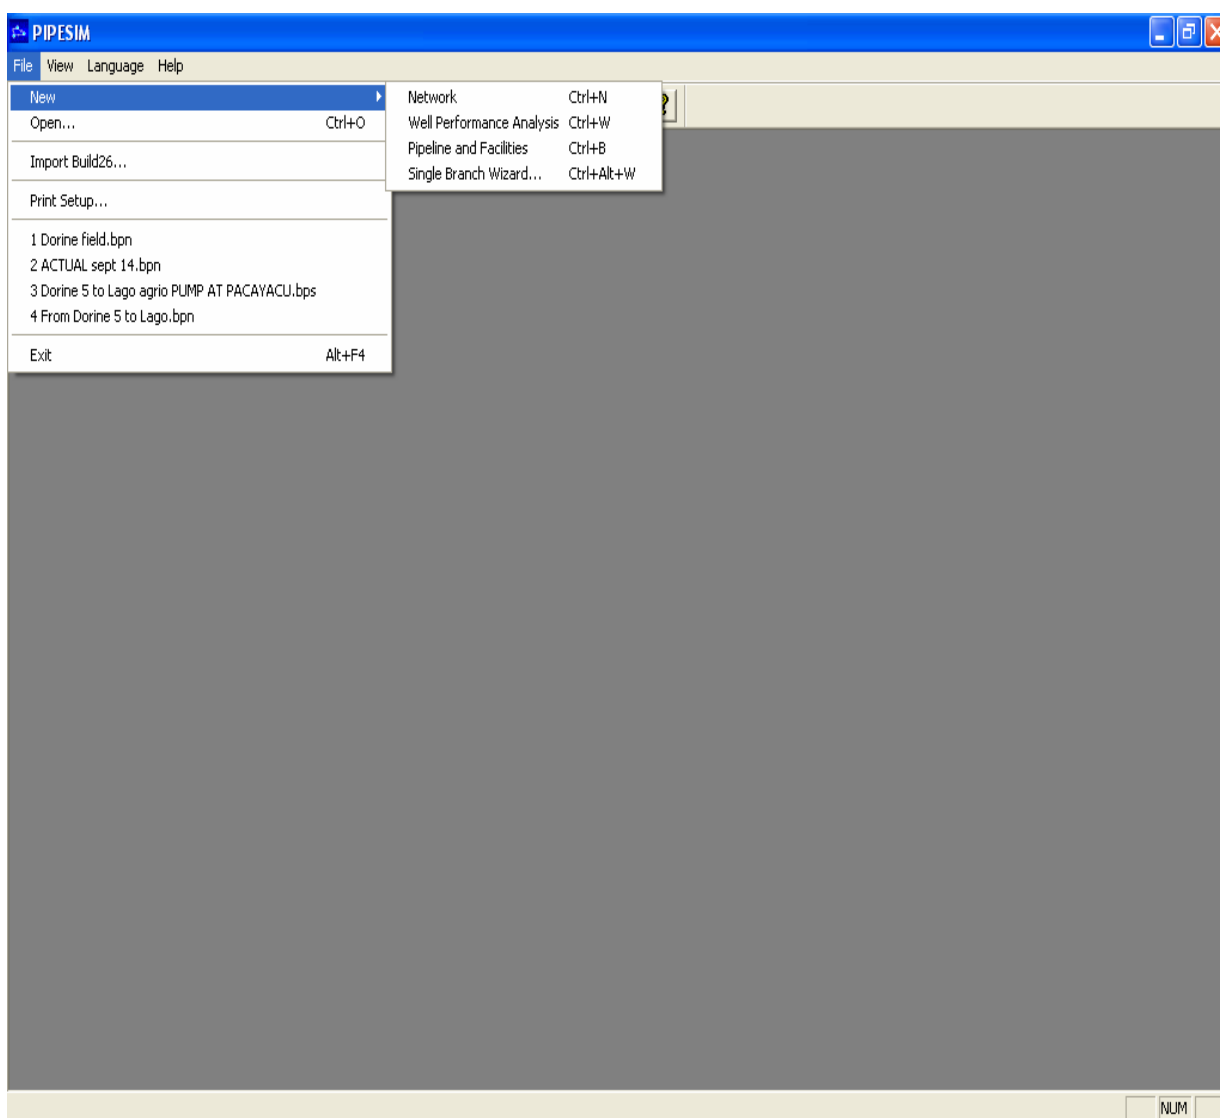 PIPESIM
File View Language Help
New
Open... Ctrl+O
Import Build26...
Print Setup...
1 Dorine field.bpn
2 ACTUAL sept 14.bpn
3 Dorine 5 to Lago agrio PUMP AT PACAYACU.bps
4 From Dorine 5 to Lago.bpn
Exit Alt+F4
Network Ctrl+N
Well Performance Analysis Ctrl+W
Pipeline and Facilities Ctrl+B
Single Branch Wizard... Ctrl+Alt+W
NUM